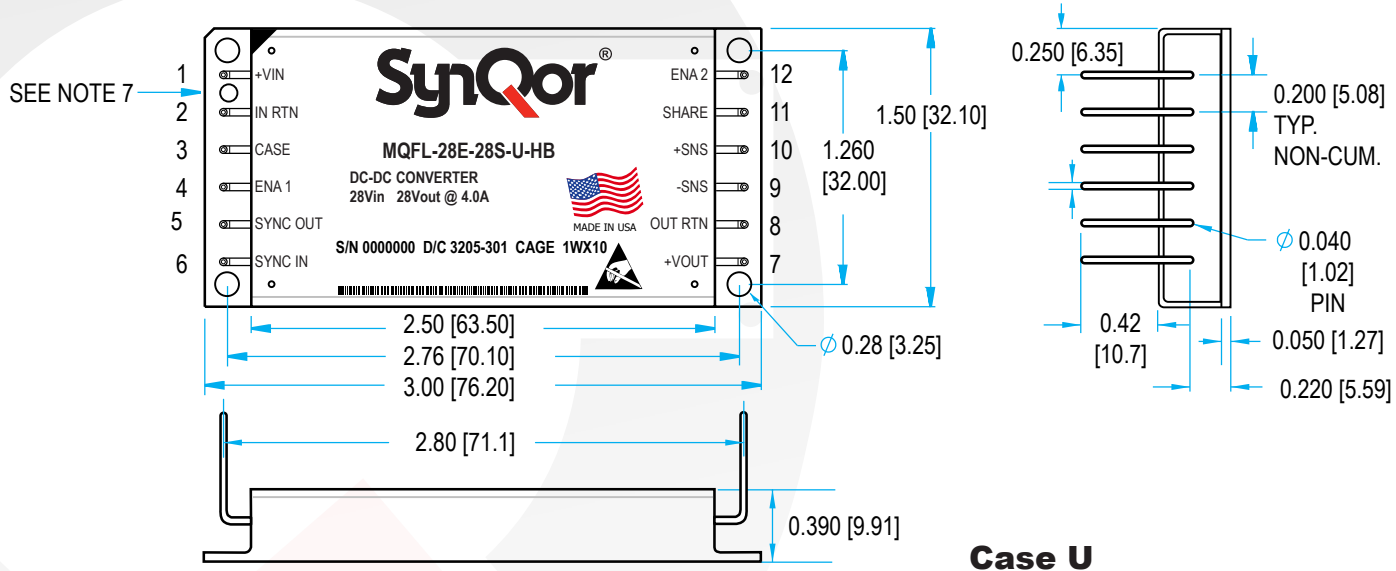 SynQor®
MQFL-28E-28S-U-HB
DC-DC CONVERTER
28Vin 28Vout @ 4.0A
MADE IN USA
S/N 0000000 D/C 3205-301 CAGE 1WX10
SEE NOTE 7
1 +VIN
2 IN RTN
3 CASE
4 ENA 1
5 SYNC OUT
6 SYNC IN
ENA 2 12
SHARE 11
+SNS 10
-SNS 9
OUT RTN 8
+VOUT 7
1.260
[32.00]
1.50 [32.10]
2.50 [63.50]
2.76 [70.10]
3.00 [76.20]
Ø 0.28 [3.25]
2.80 [71.1]
0.390 [9.91]
0.250 [6.35]
0.200 [5.08]
TYP.
NON-CUM.
Ø 0.040
[1.02]
PIN
0.42
[10.7]
0.050 [1.27]
0.220 [5.59]
Case U